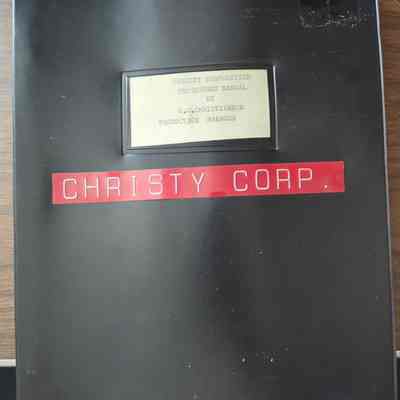 CHRISTY CORPORATION
PROCEDURES MANUAL
BY
PRODUCTION MANAGER
CHRISTY CORP.